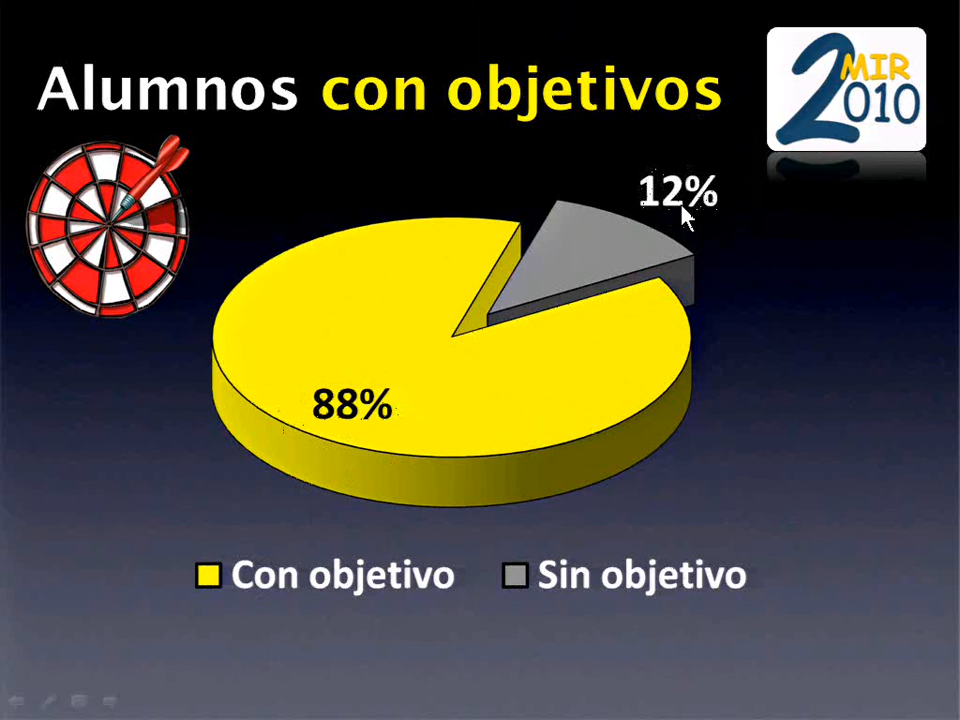 Alumnos con objetivos
MIR
2010
12%
88%
Con objetivo
Sin objetivo